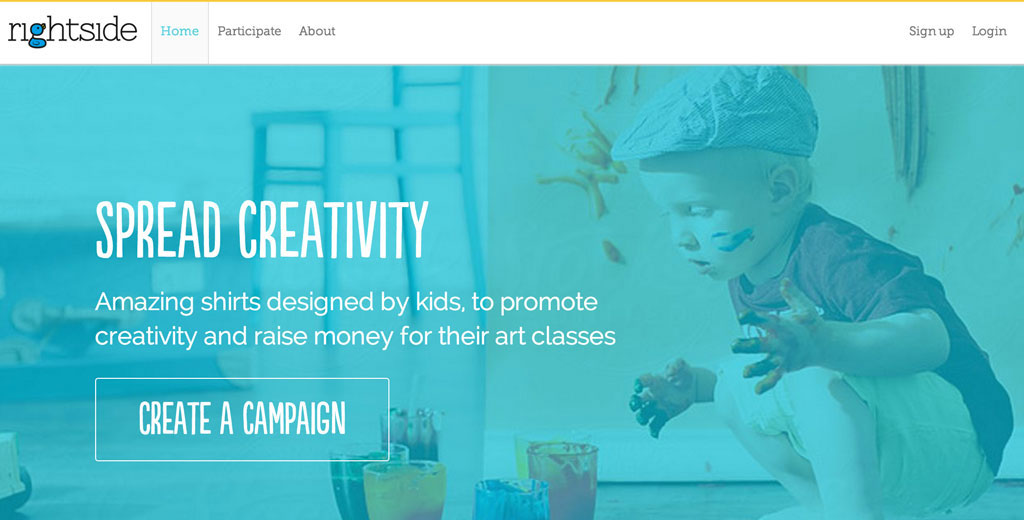 rightside
Home
Participate
About
Sign up
Login
SPREAD CREATIVITY
Amazing shirts designed by kids, to promote
creativity and raise money for their art classes
CREATE A CAMPAIGN